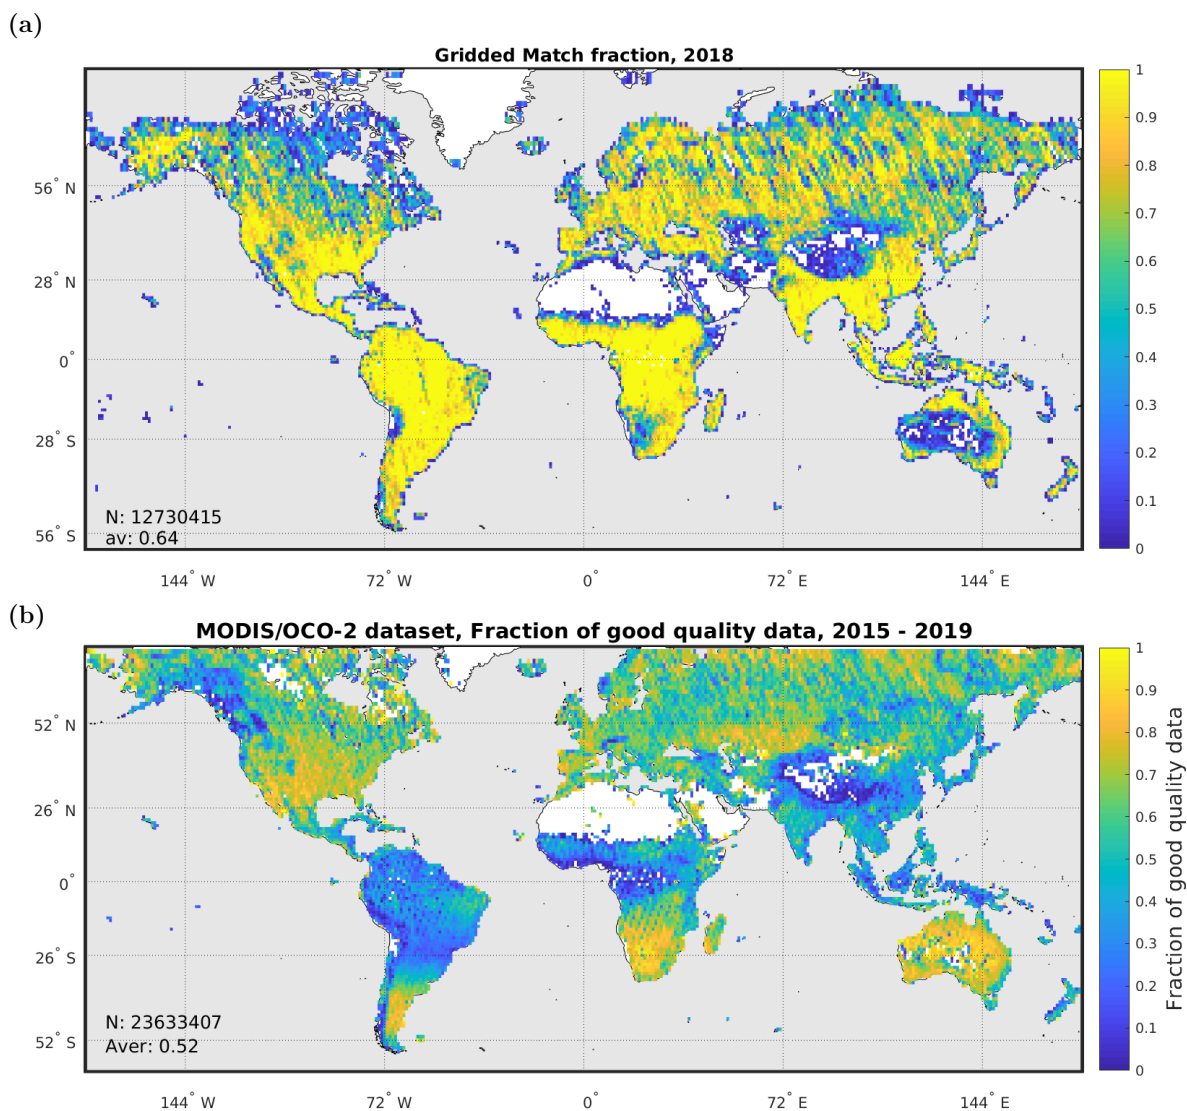 (a)
Gridded Match fraction, 2018
56° N
28° N
0°
28° S
56° S
N: 12730415
av: 0.64
144° W
72° W
0°
72° E
144° E
1
0.9
0.8
0.7
0.6
0.5
0.4
0.3
0.2
0.1
0
(b)
MODIS/OCO-2 dataset, Fraction of good quality data, 2015 - 2019
52° N
26° N
0°
26° S
52° S
N: 23633407
Aver: 0.52
144° W
72° W
0°
72° E
144° E
1
0.9
0.8
0.7
0.6
0.5
0.4
0.3
0.2
0.1
0
Fraction of good quality data